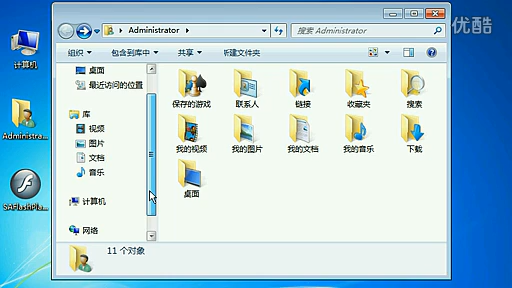 优酷
Administrator
搜索 Administrator
组织
包含到库中
共享
新建文件夹
计算机
Administra...
SAFlashPla...
桌面
最近访问的位置
库
视频
图片
文档
音乐
计算机
网络
保存的游戏
联系人
链接
收藏夹
搜索
我的视频
我的图片
我的文档
我的音乐
下载
桌面
11 个对象